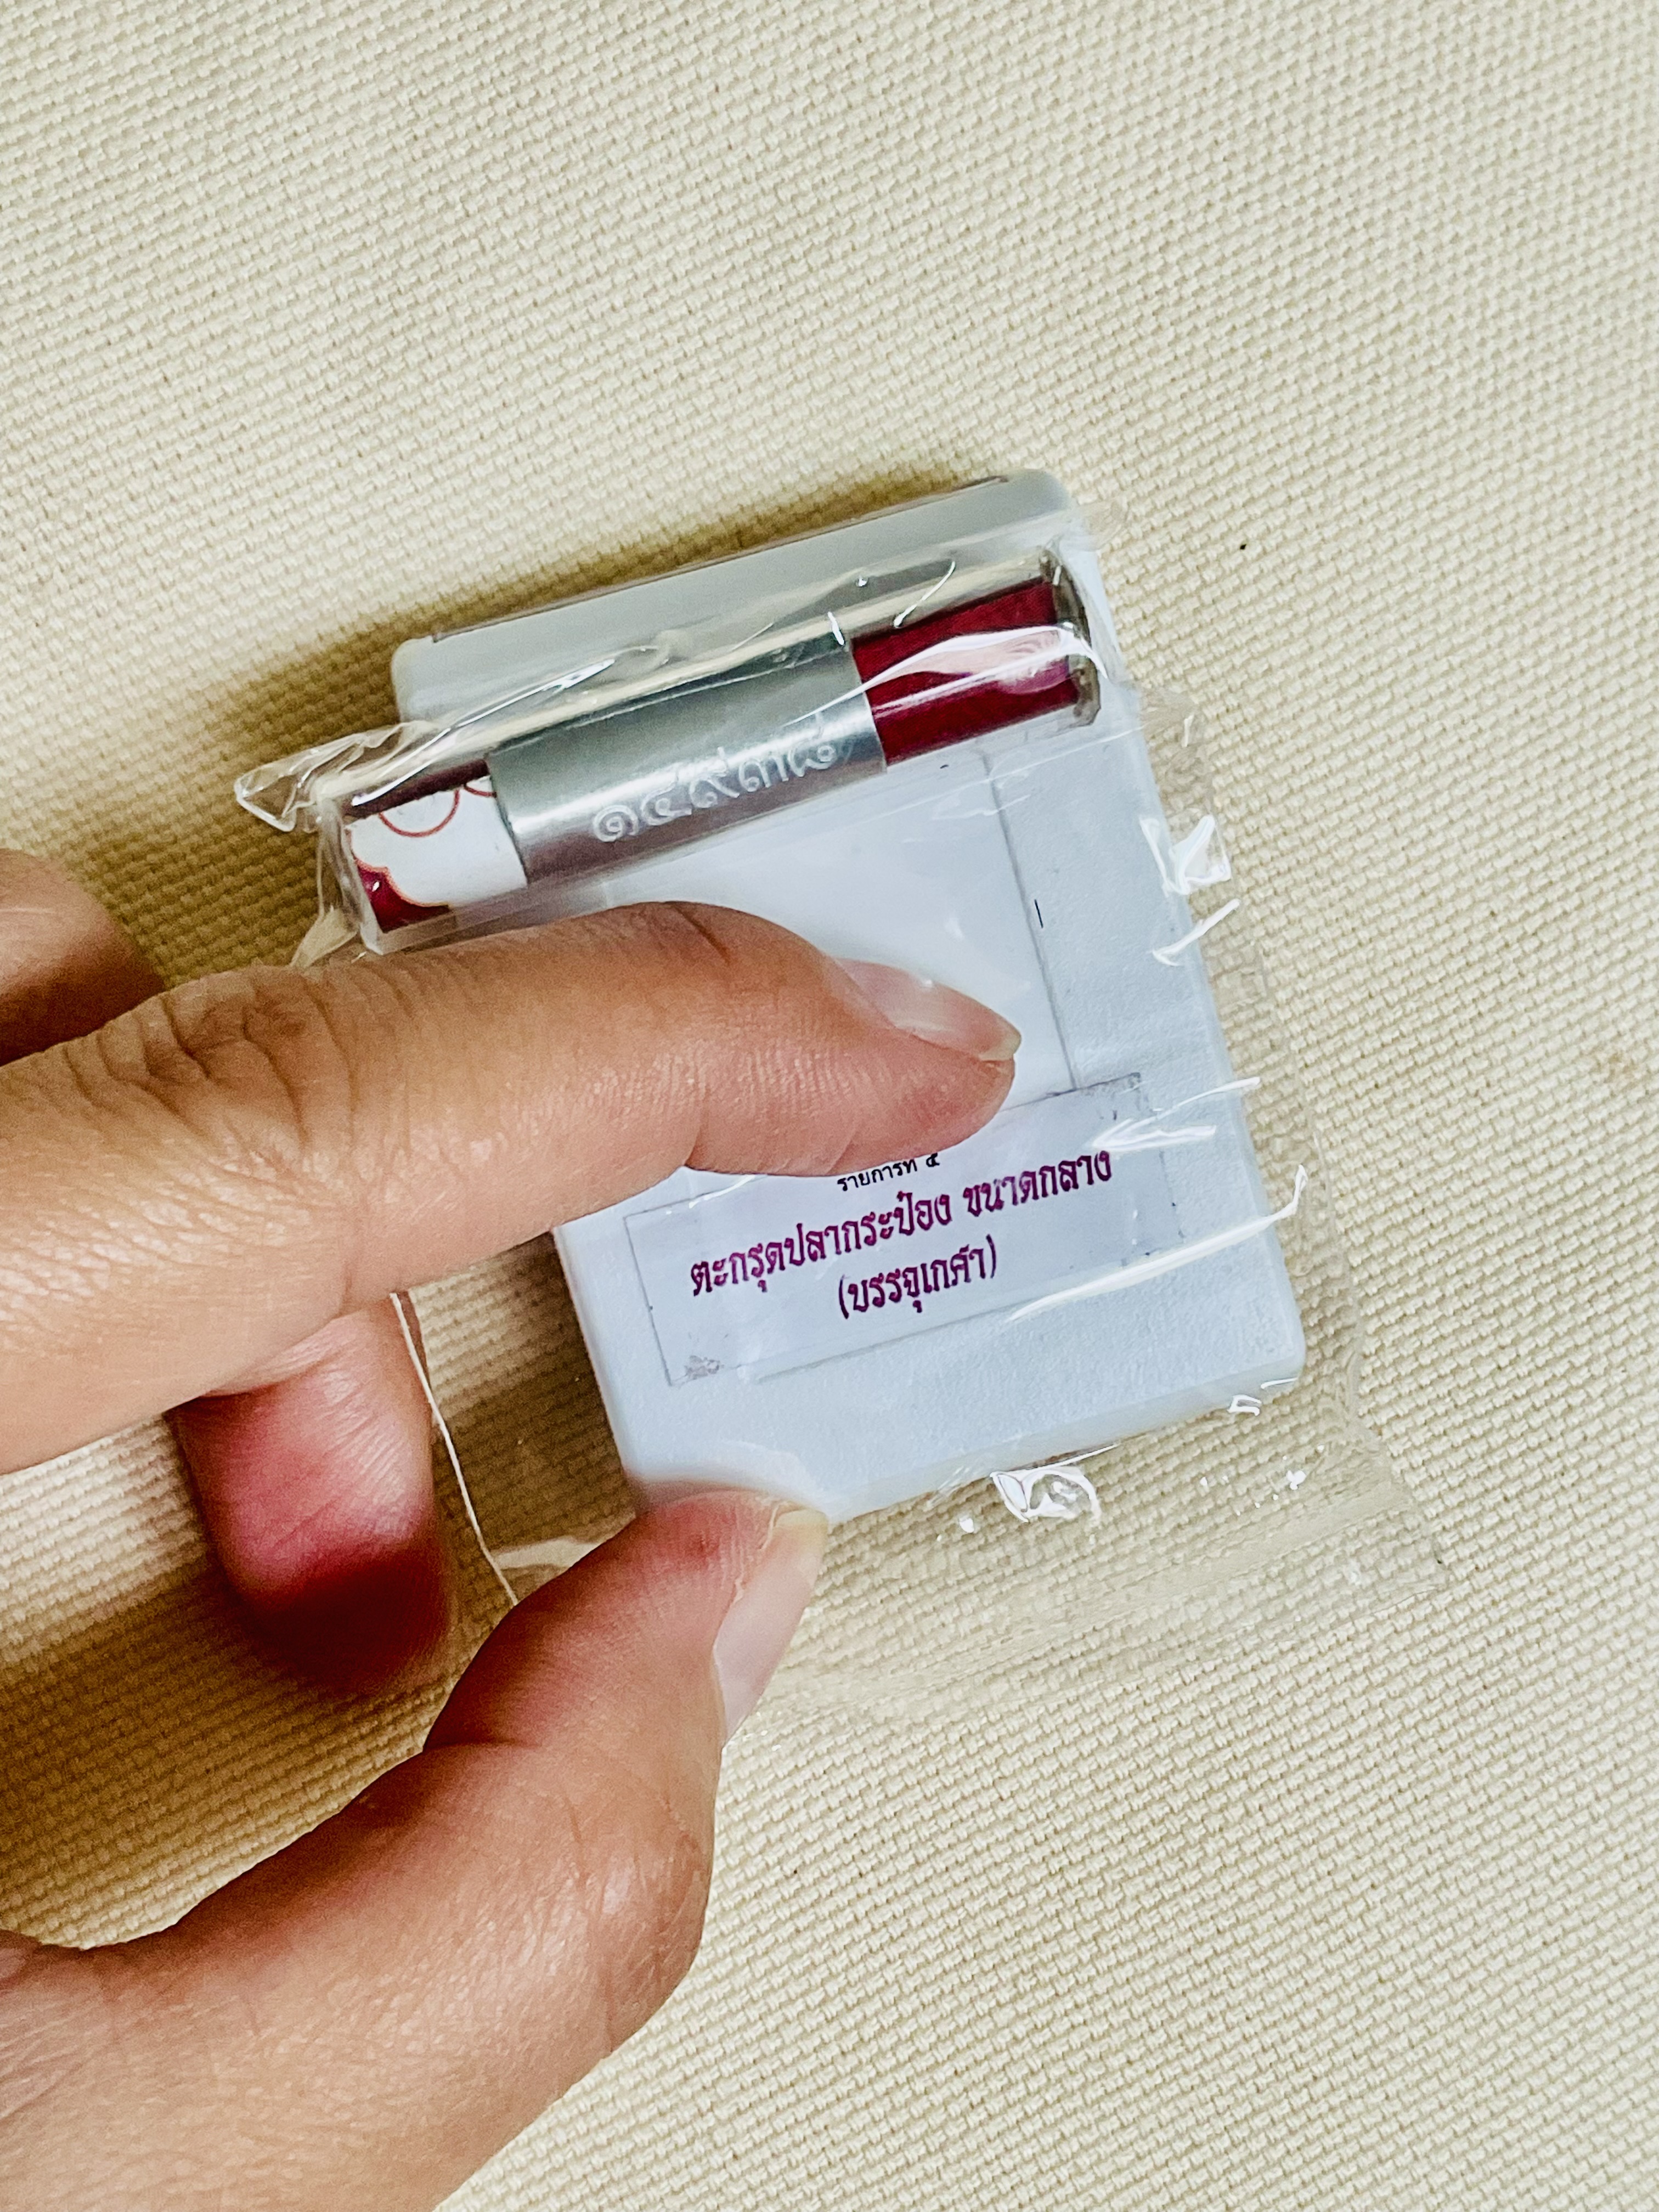 ๑๔๙๓๗๘
รายการที่ ๕
ตะกรุดปลากระป๋อง ขนาดกลาง
(บรรจุเกศา)